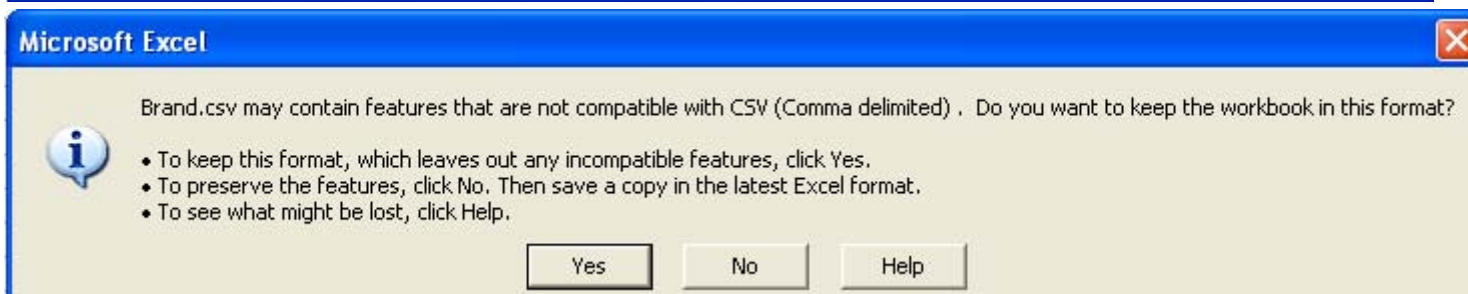 Microsoft Excel
Brand.csv may contain features that are not compatible with CSV (Comma delimited) . Do you want to keep the workbook in this format?
• To keep this format, which leaves out any incompatible features, click Yes.
• To preserve the features, click No. Then save a copy in the latest Excel format.
• To see what might be lost, click Help.
Yes No Help